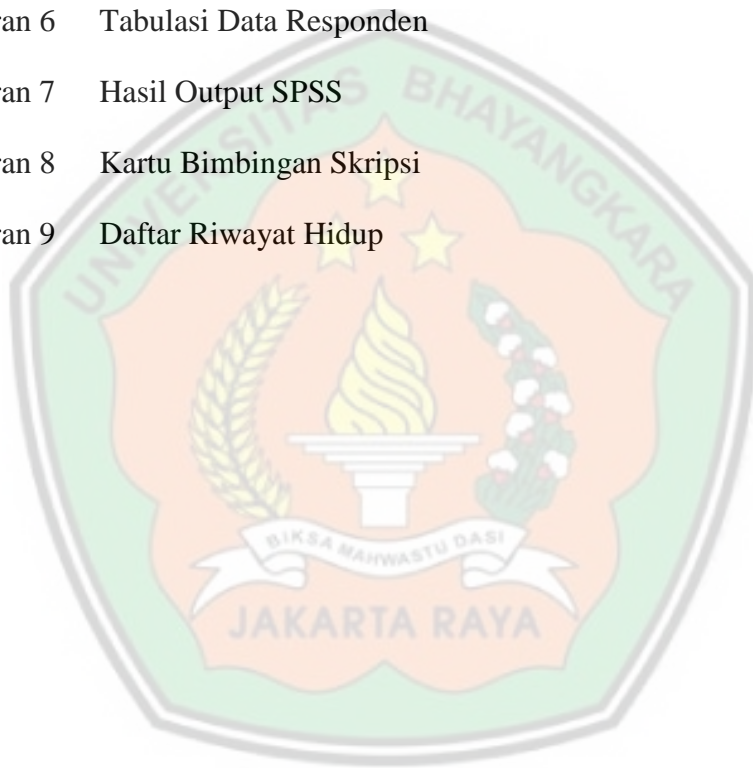 ran 6 Tabulasi Data Responden
ran 7 Hasil Output SPSS
ran 8 Kartu Bimbingan Skripsi
ran 9 Daftar Riwayat Hidup
UNIVERSITAS BHAYANGKARA
BIKSA MAHWASTU DASI
JAKARTA RAYA